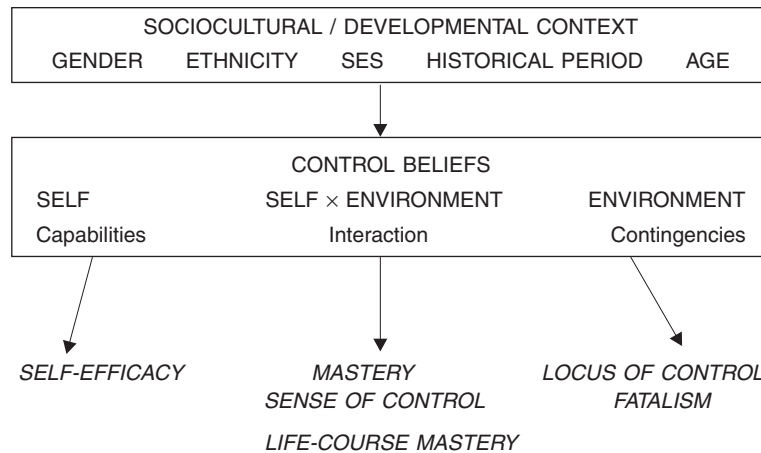 SOCIOCULTURAL / DEVELOPMENTAL CONTEXT
GENDER ETHNICITY SES HISTORICAL PERIOD AGE
CONTROL BELIEFS
SELF SELF × ENVIRONMENT ENVIRONMENT
Capabilities Interaction Contingencies
SELF-EFFICACY MASTERY LOCUS OF CONTROL
SENSE OF CONTROL FATALISM
LIFE-COURSE MASTERY